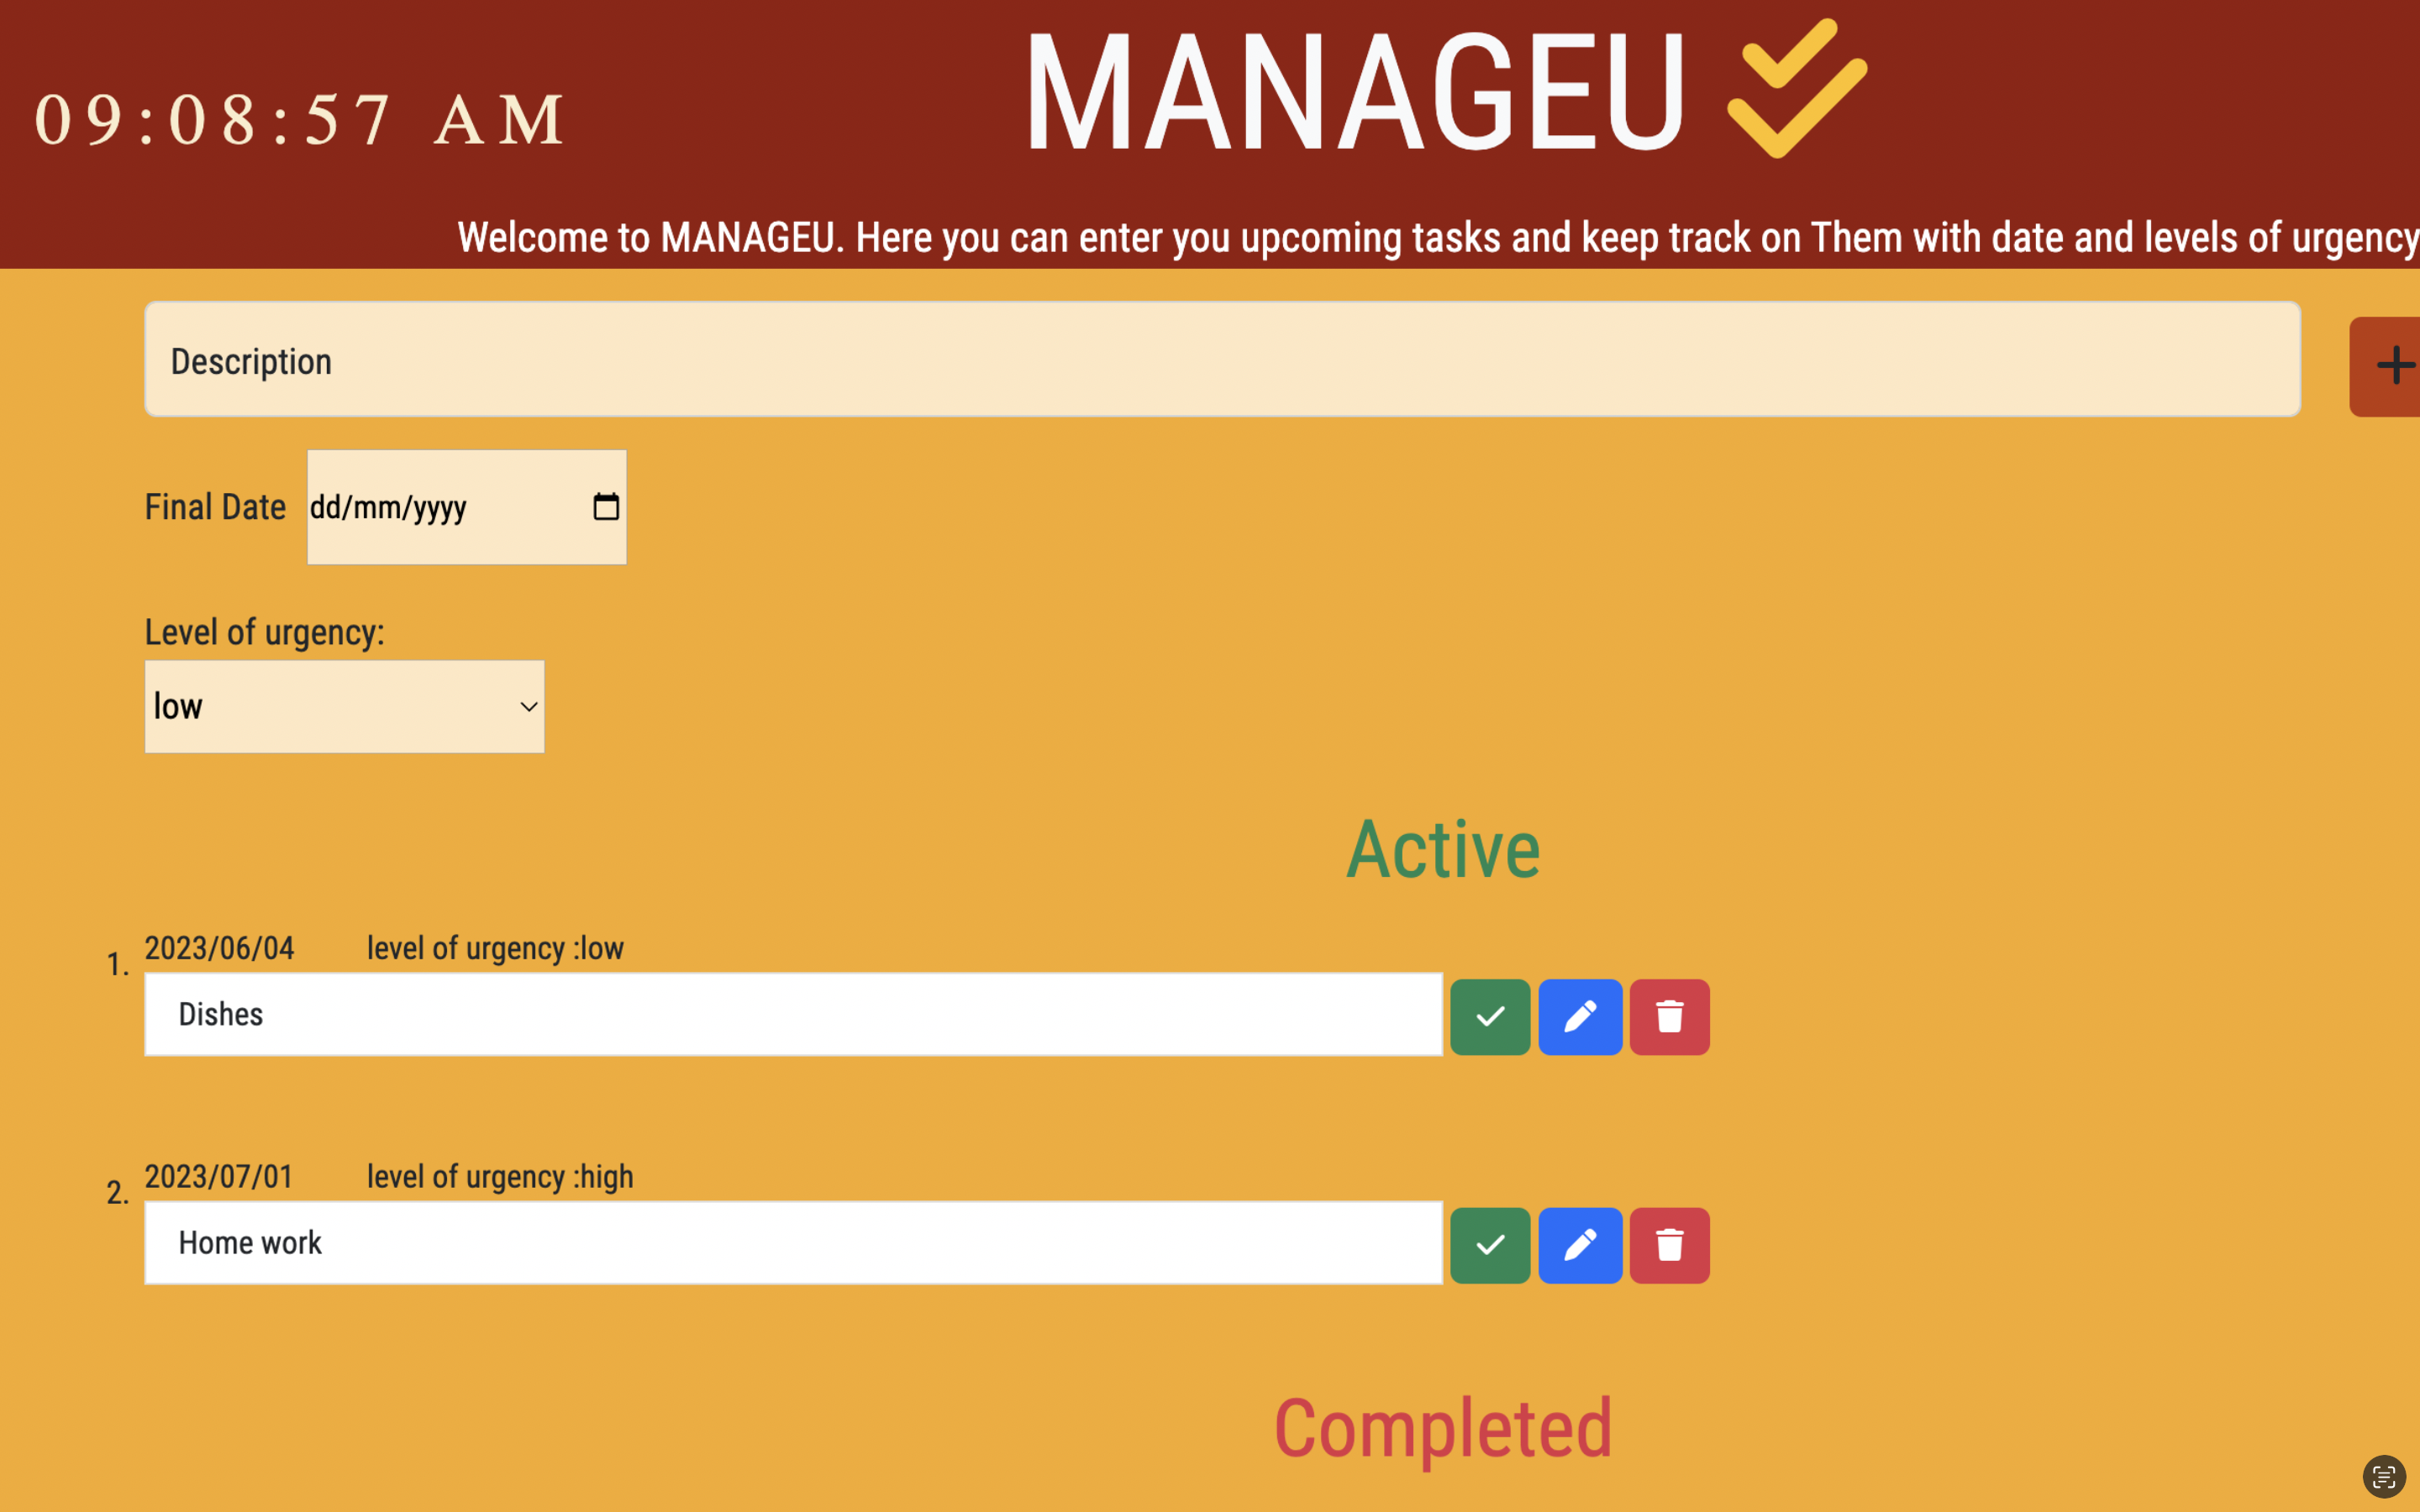 09:08:57 AM
MANAGEU
Welcome to MANAGEU. Here you can enter you upcoming tasks and keep track on Them with date and levels of urgency
Description
Final Date dd/mm/yyyy
Level of urgency:
low
Active
1. 2023/06/04 level of urgency :low
Dishes
2. 2023/07/01 level of urgency :high
Home work
Completed